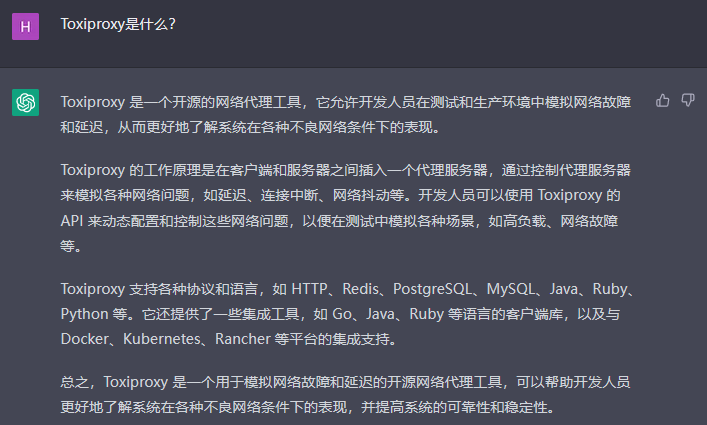 H
Toxiproxy是什么?
Toxiproxy 是一个开源的网络代理工具，它允许开发人员在测试和生产环境中模拟网络故障
和延迟，从而更好地了解系统在各种不良网络条件下的表现。
Toxiproxy 的工作原理是在客户端和服务器之间插入一个代理服务器，通过控制代理服务器
来模拟各种网络问题，如延迟、连接中断、网络抖动等。开发人员可以使用 Toxiproxy 的
API 来动态配置和控制这些网络问题，以便在测试中模拟各种场景，如高负载、网络故障
等。
Toxiproxy 支持各种协议和语言，如 HTTP、Redis、PostgreSQL、MySQL、Java、Ruby、
Python 等。它还提供了一些集成工具，如 Go、Java、Ruby 等语言的客户端库，以及与
Docker、Kubernetes、Rancher 等平台的集成支持。
总之，Toxiproxy 是一个用于模拟网络故障和延迟的开源网络代理工具，可以帮助开发人员
更好地了解系统在各种不良网络条件下的表现，并提高系统的可靠性和稳定性。